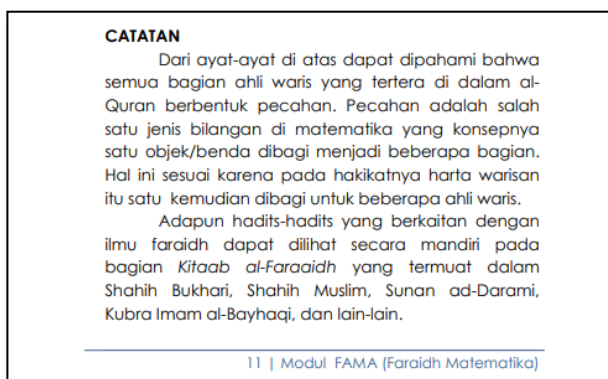 CATATAN
Dari ayat-ayat di atas dapat dipahami bahwa
semua bagian ahli waris yang tertera di dalam al-
Quran berbentuk pecahan. Pecahan adalah salah
satu jenis bilangan di matematika yang konsepnya
satu objek/benda dibagi menjadi beberapa bagian.
Hal ini sesuai karena pada hakikatnya harta warisan
itu satu kemudian dibagi untuk beberapa ahli waris.
Adapun hadits-hadits yang berkaitan dengan
ilmu faraidh dapat dilihat secara mandiri pada
bagian Kitaab al-Faraaidh yang termuat dalam
Shahih Bukhari, Shahih Muslim, Sunan ad-Darami,
Kubra Imam al-Bayhaqi, dan lain-lain.
11 | Modul FAMA (Faraidh Matematika)